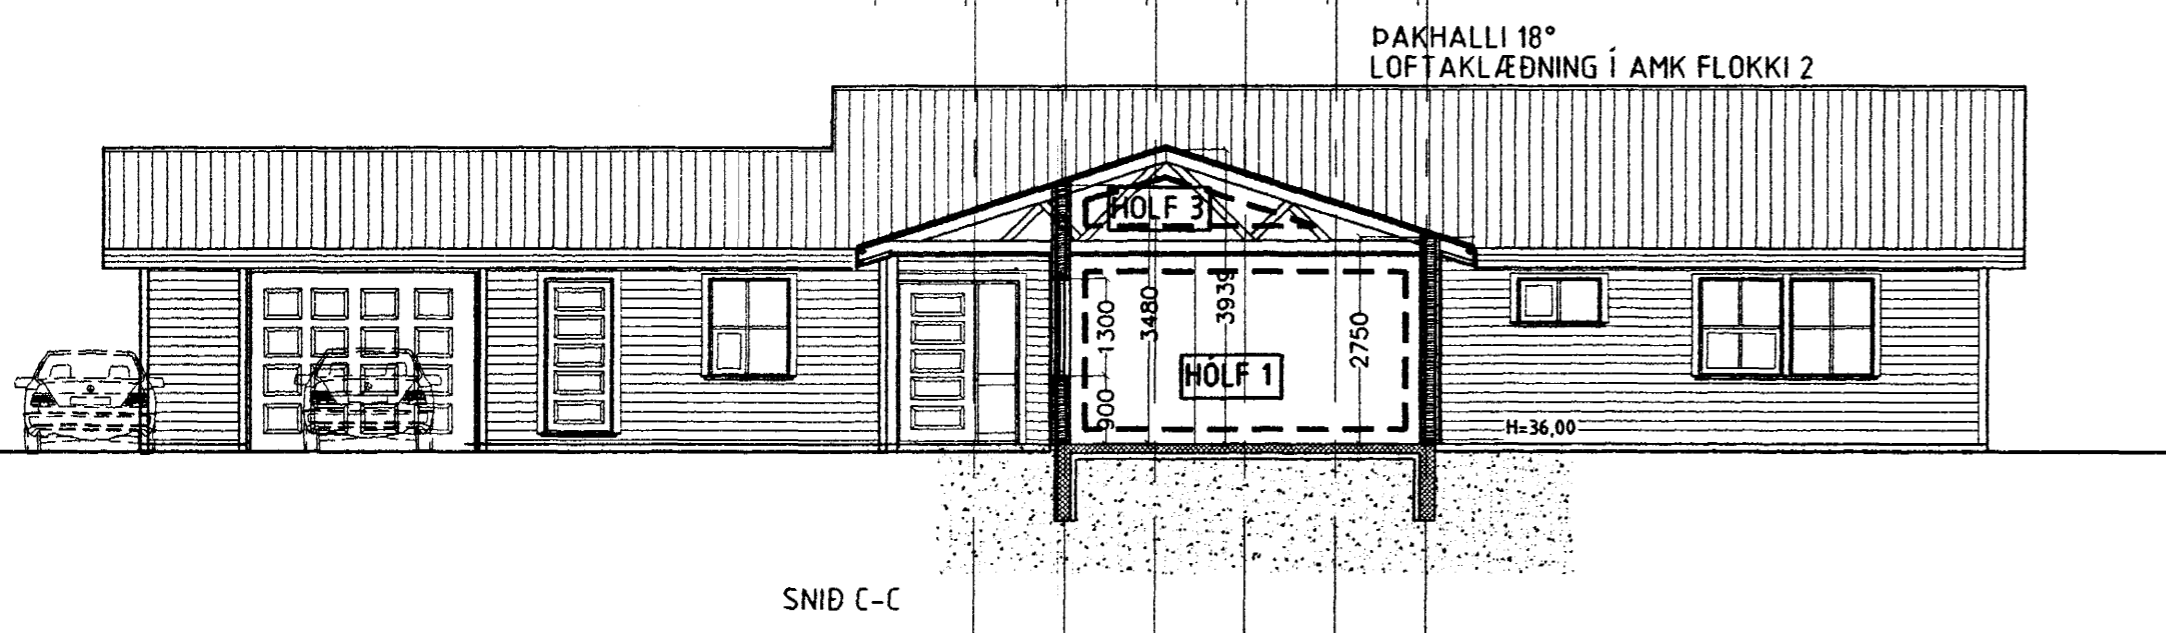 ÞAKHALLI 18°
LOFTAKLÆÐNING Í AMK FLOKKI 2
HÓLF 3
1300
3480
3939
2750
900
HÓLF 1
H=36,00
SNIÐ C-C